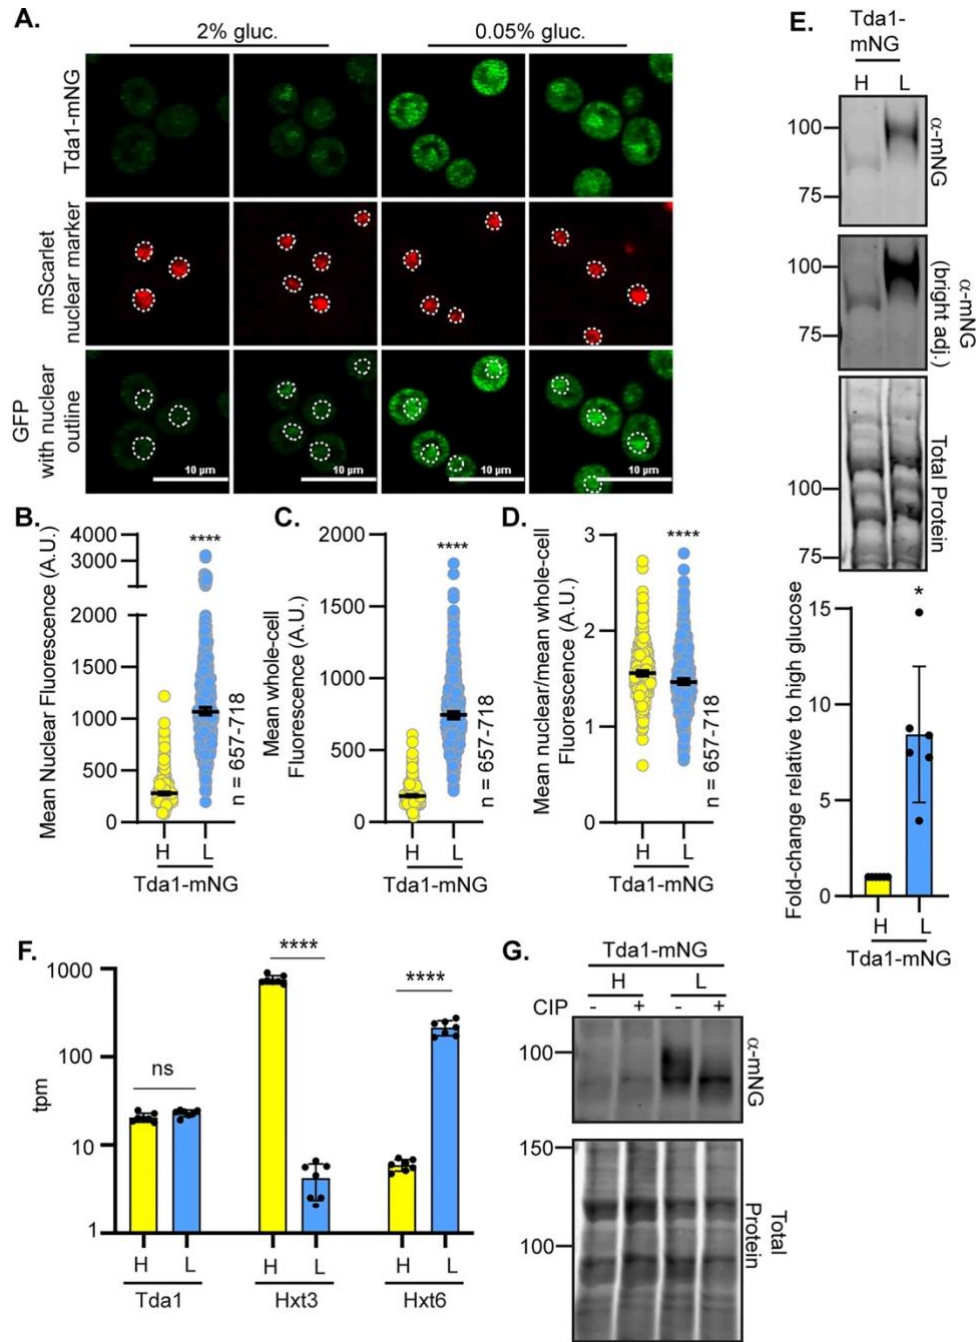 A.
2% gluc.
0.05% gluc.
Tda1-mNG
mScarlet
nuclear marker
GFP
with nuclear
outline
10 µm
10 µm
10 µm
10 µm
B.
Mean Nuclear Fluorescence (A.U.)
4000
3000
2000
1500
1000
500
0
****
n = 657-718
H
L
Tda1-mNG
C.
Mean whole-cell
Fluorescence (A.U.)
2000
1500
1000
500
0
****
H
L
Tda1-mNG
D.
Mean nuclear/mean whole-cell
Fluorescence (A.U.)
3
2
1
0
****
n = 657-718
H
L
Tda1-mNG
E.
Tda1-
mNG
H
L
100
75
α-mNG
100
75
α-mNG
(bright adj.)
100
75
Total Protein
Fold-change relative to high glucose
15
10
5
0
*
H
L
Tda1-mNG
F.
tpm
1000
100
10
1
ns
****
****
H
L
H
L
H
L
Tda1
Hxt3
Hxt6
G.
Tda1-mNG
H
L
CIP
-
+
-
+
100
α-mNG
150
100
Total
Protein